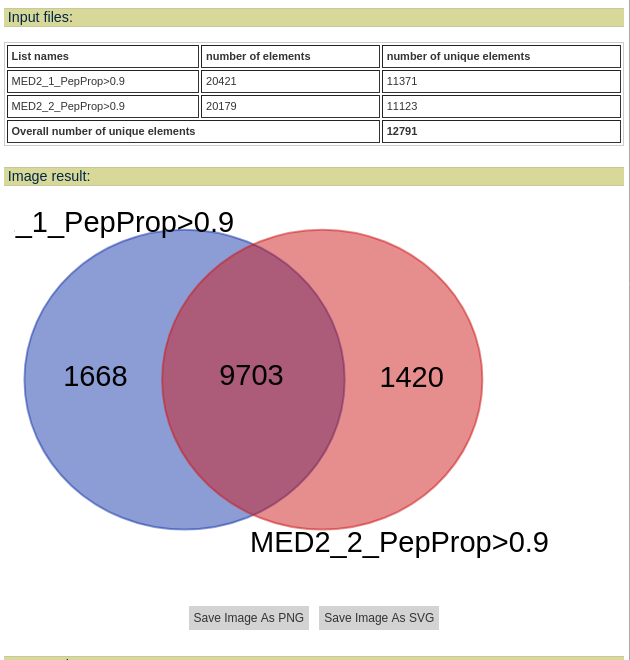 Input files:
List names number of elements number of unique elements
MED2_1_PepProp>0.9 20421 11371
MED2_2_PepProp>0.9 20179 11123
Overall number of unique elements 12791
Image result:
_1_PepProp>0.9
1668 9703 1420
MED2_2_PepProp>0.9
Save Image As PNG Save Image As SVG